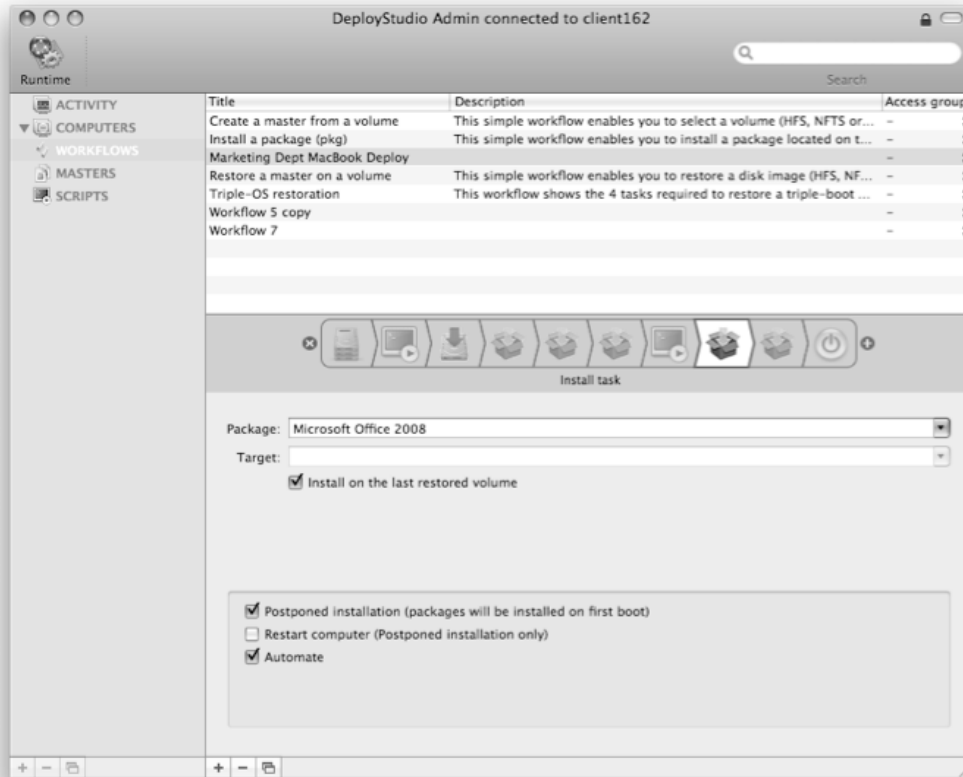 DeployStudio Admin connected to client162
Runtime
Search
ACTIVITY
COMPUTERS
WORKFLOWS
MASTERS
SCRIPTS
Title Description Access group
Create a master from a volume This simple workflow enables you to select a volume (HFS, NFTS or... –
Install a package (pkg) This simple workflow enables you to install a package located on t... –
Marketing Dept MacBook Deploy –
Restore a master on a volume This simple workflow enables you to restore a disk image (HFS, NF... –
Triple-OS restoration This workflow shows the 4 tasks required to restore a triple-boot ... –
Workflow 5 copy –
Workflow 7 –
Install task
Package: Microsoft Office 2008
Target:
Install on the last restored volume
Postponed installation (packages will be installed on first boot)
Restart computer (Postponed installation only)
Automate